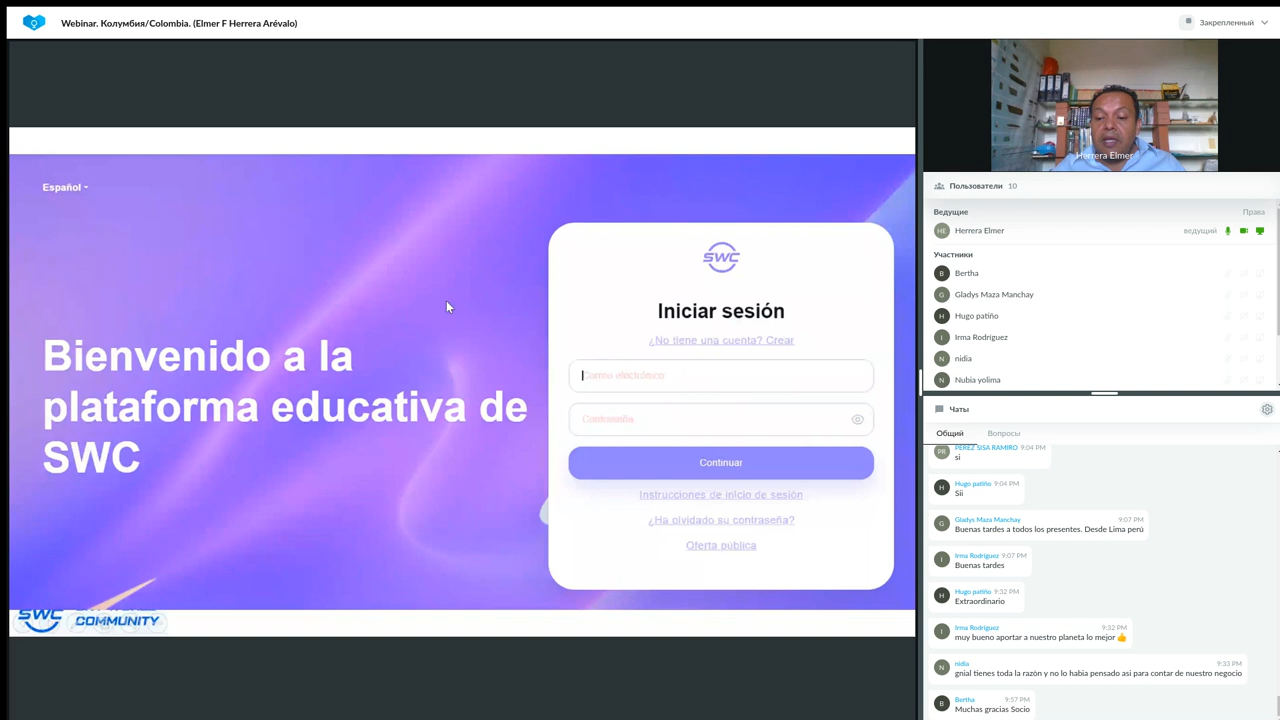 Webinar. Колумбия/Colombia. (Elmer F Herrera Arévalo)
Закрепленный
Español
Bienvenido a la
plataforma educativa de
SWC
SWC
Iniciar sesión
¿No tiene una cuenta? Crear
Correo electrónico
Contraseña
Continuar
Instrucciones de inicio de sesión
¿Ha olvidado su contraseña?
Oferta pública
SWC COMMUNITY
Herrera Elmer
Пользователи 10
Ведущие Права
HE Herrera Elmer ведущий
Участники
B Bertha
G Gladys Maza Manchay
H Hugo patiño
I Irma Rodríguez
N nidia
N Nubia yolima
Чаты
Общий Вопросы
PR PEREZ SISA RAMIRO 9:04 PM
si
H Hugo patiño 9:04 PM
Sii
G Gladys Maza Manchay 9:07 PM
Buenas tardes a todos los presentes. Desde Lima perú
I Irma Rodríguez 9:07 PM
Buenas tardes
H Hugo patiño 9:32 PM
Extraordinario
I Irma Rodríguez 9:32 PM
muy bueno aportar a nuestro planeta lo mejor 👍
N nidia 9:33 PM
gnial tienes toda la razòn y no lo habia pensado asi para contar de nuestro negocio
B Bertha 9:57 PM
Muchas gracias Socio